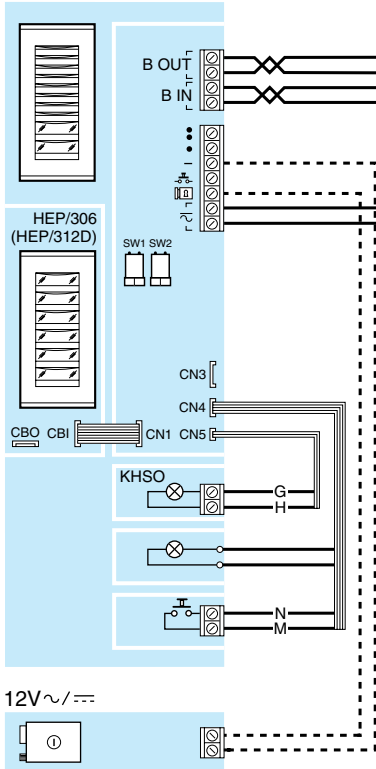 B OUT
B IN
HEP/306
(HEP/312D)
SW1 SW2
CN3
CN4
CBO CBI CN1 CN5
KHSO
G
H
N
M
12V~/⎓